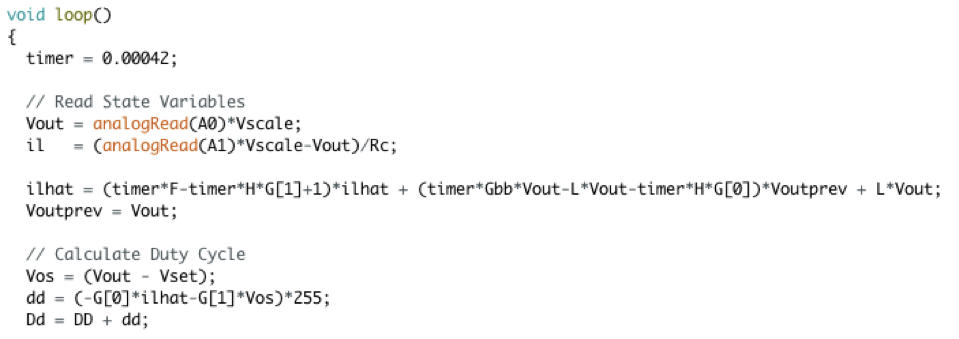 void loop()
{
timer = 0.00042;
// Read State Variables
Vout = analogRead(A0)*Vscale;
il   = (analogRead(A1)*Vscale-Vout)/Rc;
ilhat = (timer*F-timer*H*G[1]+1)*ilhat + (timer*Gbb*Vout-L*Vout-timer*H*G[0])*Voutprev + L*Vout;
Voutprev = Vout;
// Calculate Duty Cycle
Vos = (Vout - Vset);
dd = (-G[0]*ilhat-G[1]*Vos)*255;
Dd = DD + dd;